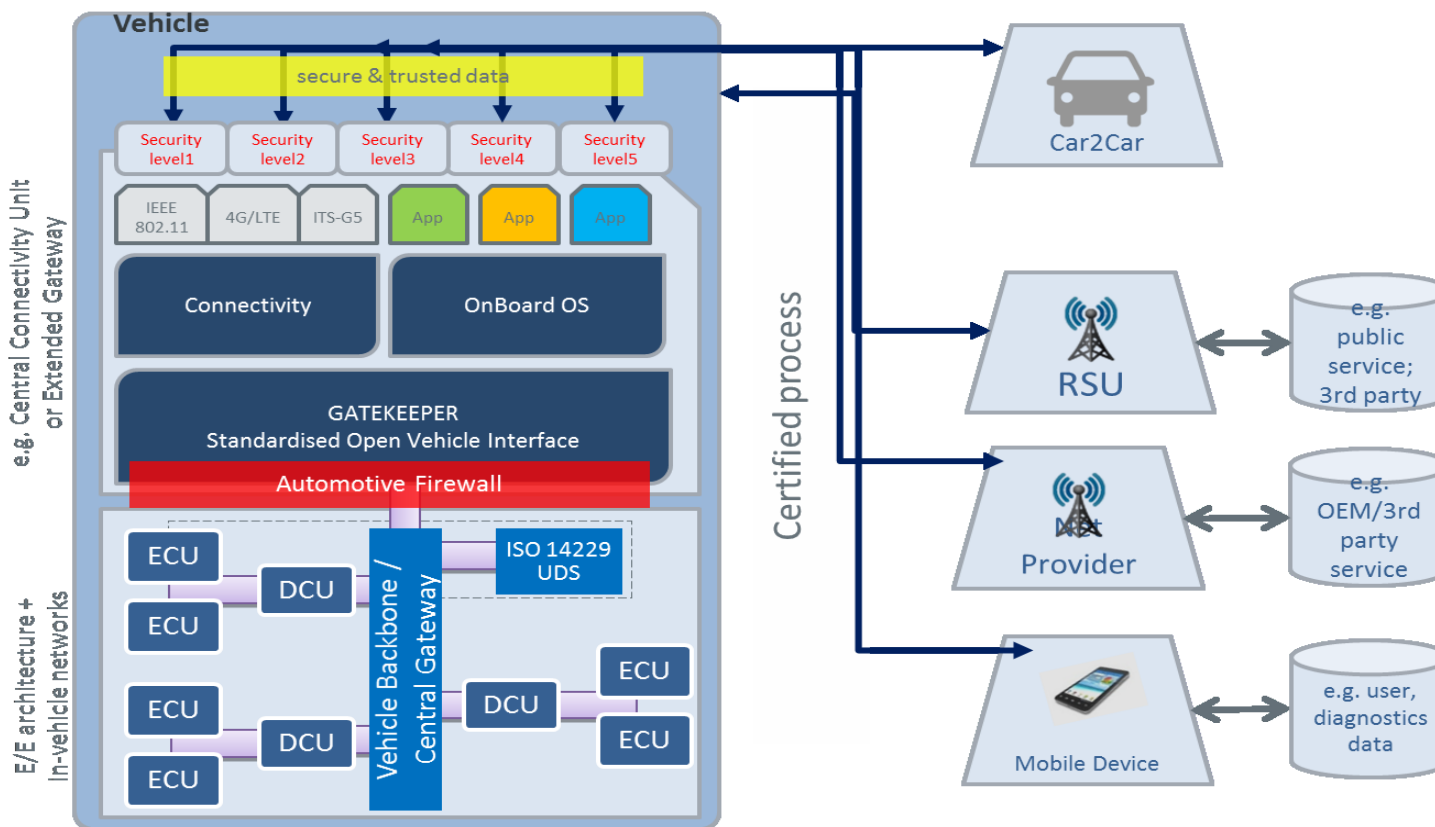 Vehicle
secure & trusted data
Security
level1
Security
level2
Security
level3
Security
level4
Security
level5
IEEE
802.11
4G/LTE
ITS-G5
App
App
App
Connectivity
OnBoard OS
GATEKEEPER
Standardised Open Vehicle Interface
Automotive Firewall
e.g. Central Connectivity Unit
or Extended Gateway
ECU
ECU
DCU
ISO 14229
UDS
Vehicle Backbone /
Central Gateway
ECU
ECU
DCU
DCU
ECU
ECU
E/E architecture +
In-vehicle networks
Certified process
Car2Car
RSU
e.g.
public
service;
3rd party
Net
Provider
e.g.
OEM/3rd
party
service
Mobile Device
e.g. user,
diagnostics
data